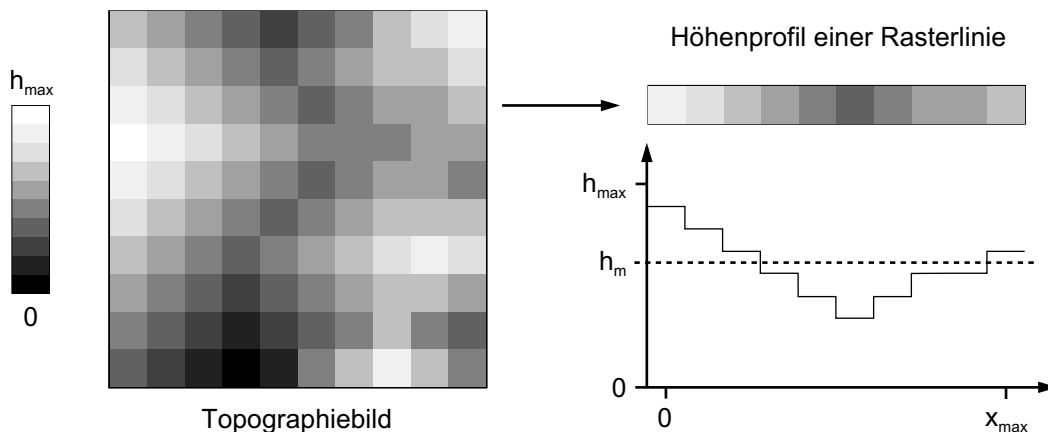 h_max
0
Topographiebild
Höhenprofil einer Rasterlinie
h_max
h_m
0
0
x_max